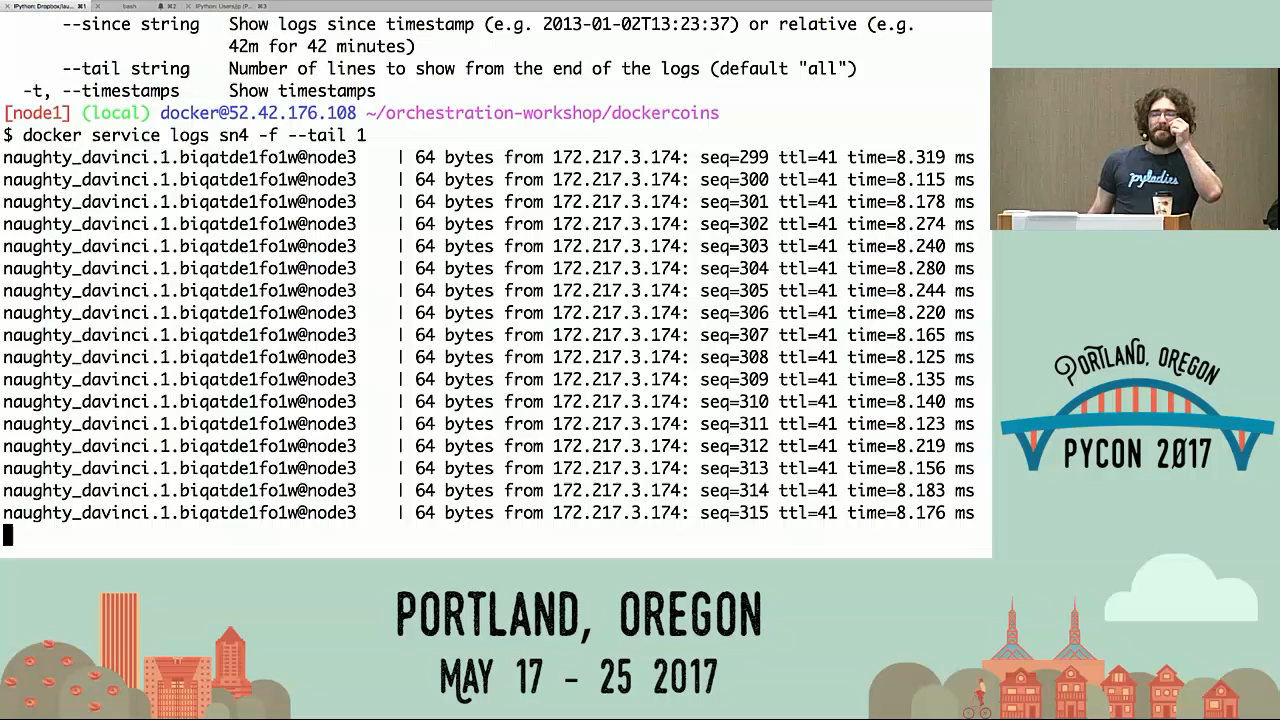 IPython: Dropbox/lau... ⌘1
bash ⌘2
IPython: Users/jp (P... ⌘3
--since string Show logs since timestamp (e.g. 2013-01-02T13:23:37) or relative (e.g.
42m for 42 minutes)
--tail string Number of lines to show from the end of the logs (default "all")
-t, --timestamps Show timestamps
[node1] (local) docker@52.42.176.108 ~/orchestration-workshop/dockercoins
$ docker service logs sn4 -f --tail 1
naughty_davinci.1.biqatde1fo1w@node3 | 64 bytes from 172.217.3.174: seq=299 ttl=41 time=8.319 ms
naughty_davinci.1.biqatde1fo1w@node3 | 64 bytes from 172.217.3.174: seq=300 ttl=41 time=8.115 ms
naughty_davinci.1.biqatde1fo1w@node3 | 64 bytes from 172.217.3.174: seq=301 ttl=41 time=8.178 ms
naughty_davinci.1.biqatde1fo1w@node3 | 64 bytes from 172.217.3.174: seq=302 ttl=41 time=8.274 ms
naughty_davinci.1.biqatde1fo1w@node3 | 64 bytes from 172.217.3.174: seq=303 ttl=41 time=8.240 ms
naughty_davinci.1.biqatde1fo1w@node3 | 64 bytes from 172.217.3.174: seq=304 ttl=41 time=8.280 ms
naughty_davinci.1.biqatde1fo1w@node3 | 64 bytes from 172.217.3.174: seq=305 ttl=41 time=8.244 ms
naughty_davinci.1.biqatde1fo1w@node3 | 64 bytes from 172.217.3.174: seq=306 ttl=41 time=8.220 ms
naughty_davinci.1.biqatde1fo1w@node3 | 64 bytes from 172.217.3.174: seq=307 ttl=41 time=8.165 ms
naughty_davinci.1.biqatde1fo1w@node3 | 64 bytes from 172.217.3.174: seq=308 ttl=41 time=8.125 ms
naughty_davinci.1.biqatde1fo1w@node3 | 64 bytes from 172.217.3.174: seq=309 ttl=41 time=8.135 ms
naughty_davinci.1.biqatde1fo1w@node3 | 64 bytes from 172.217.3.174: seq=310 ttl=41 time=8.140 ms
naughty_davinci.1.biqatde1fo1w@node3 | 64 bytes from 172.217.3.174: seq=311 ttl=41 time=8.123 ms
naughty_davinci.1.biqatde1fo1w@node3 | 64 bytes from 172.217.3.174: seq=312 ttl=41 time=8.219 ms
naughty_davinci.1.biqatde1fo1w@node3 | 64 bytes from 172.217.3.174: seq=313 ttl=41 time=8.156 ms
naughty_davinci.1.biqatde1fo1w@node3 | 64 bytes from 172.217.3.174: seq=314 ttl=41 time=8.183 ms
naughty_davinci.1.biqatde1fo1w@node3 | 64 bytes from 172.217.3.174: seq=315 ttl=41 time=8.176 ms
pyladies
PORTLAND, OREGON
PYCON 2017
PORTLAND, OREGON
MAY 17 - 25 2017